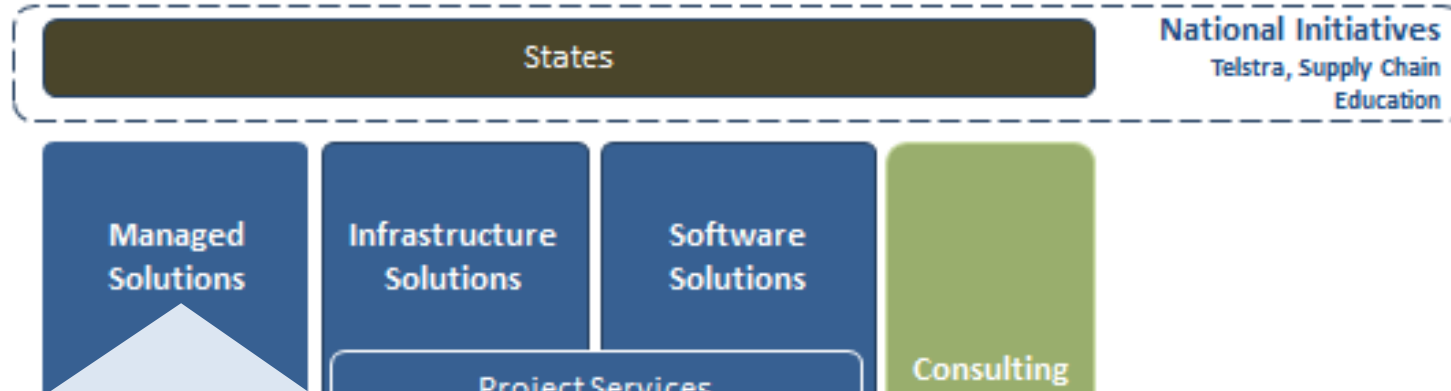 States
National Initiatives
Telstra, Supply Chain
Education
Managed
Solutions
Infrastructure
Solutions
Software
Solutions
Consulting
Project Services